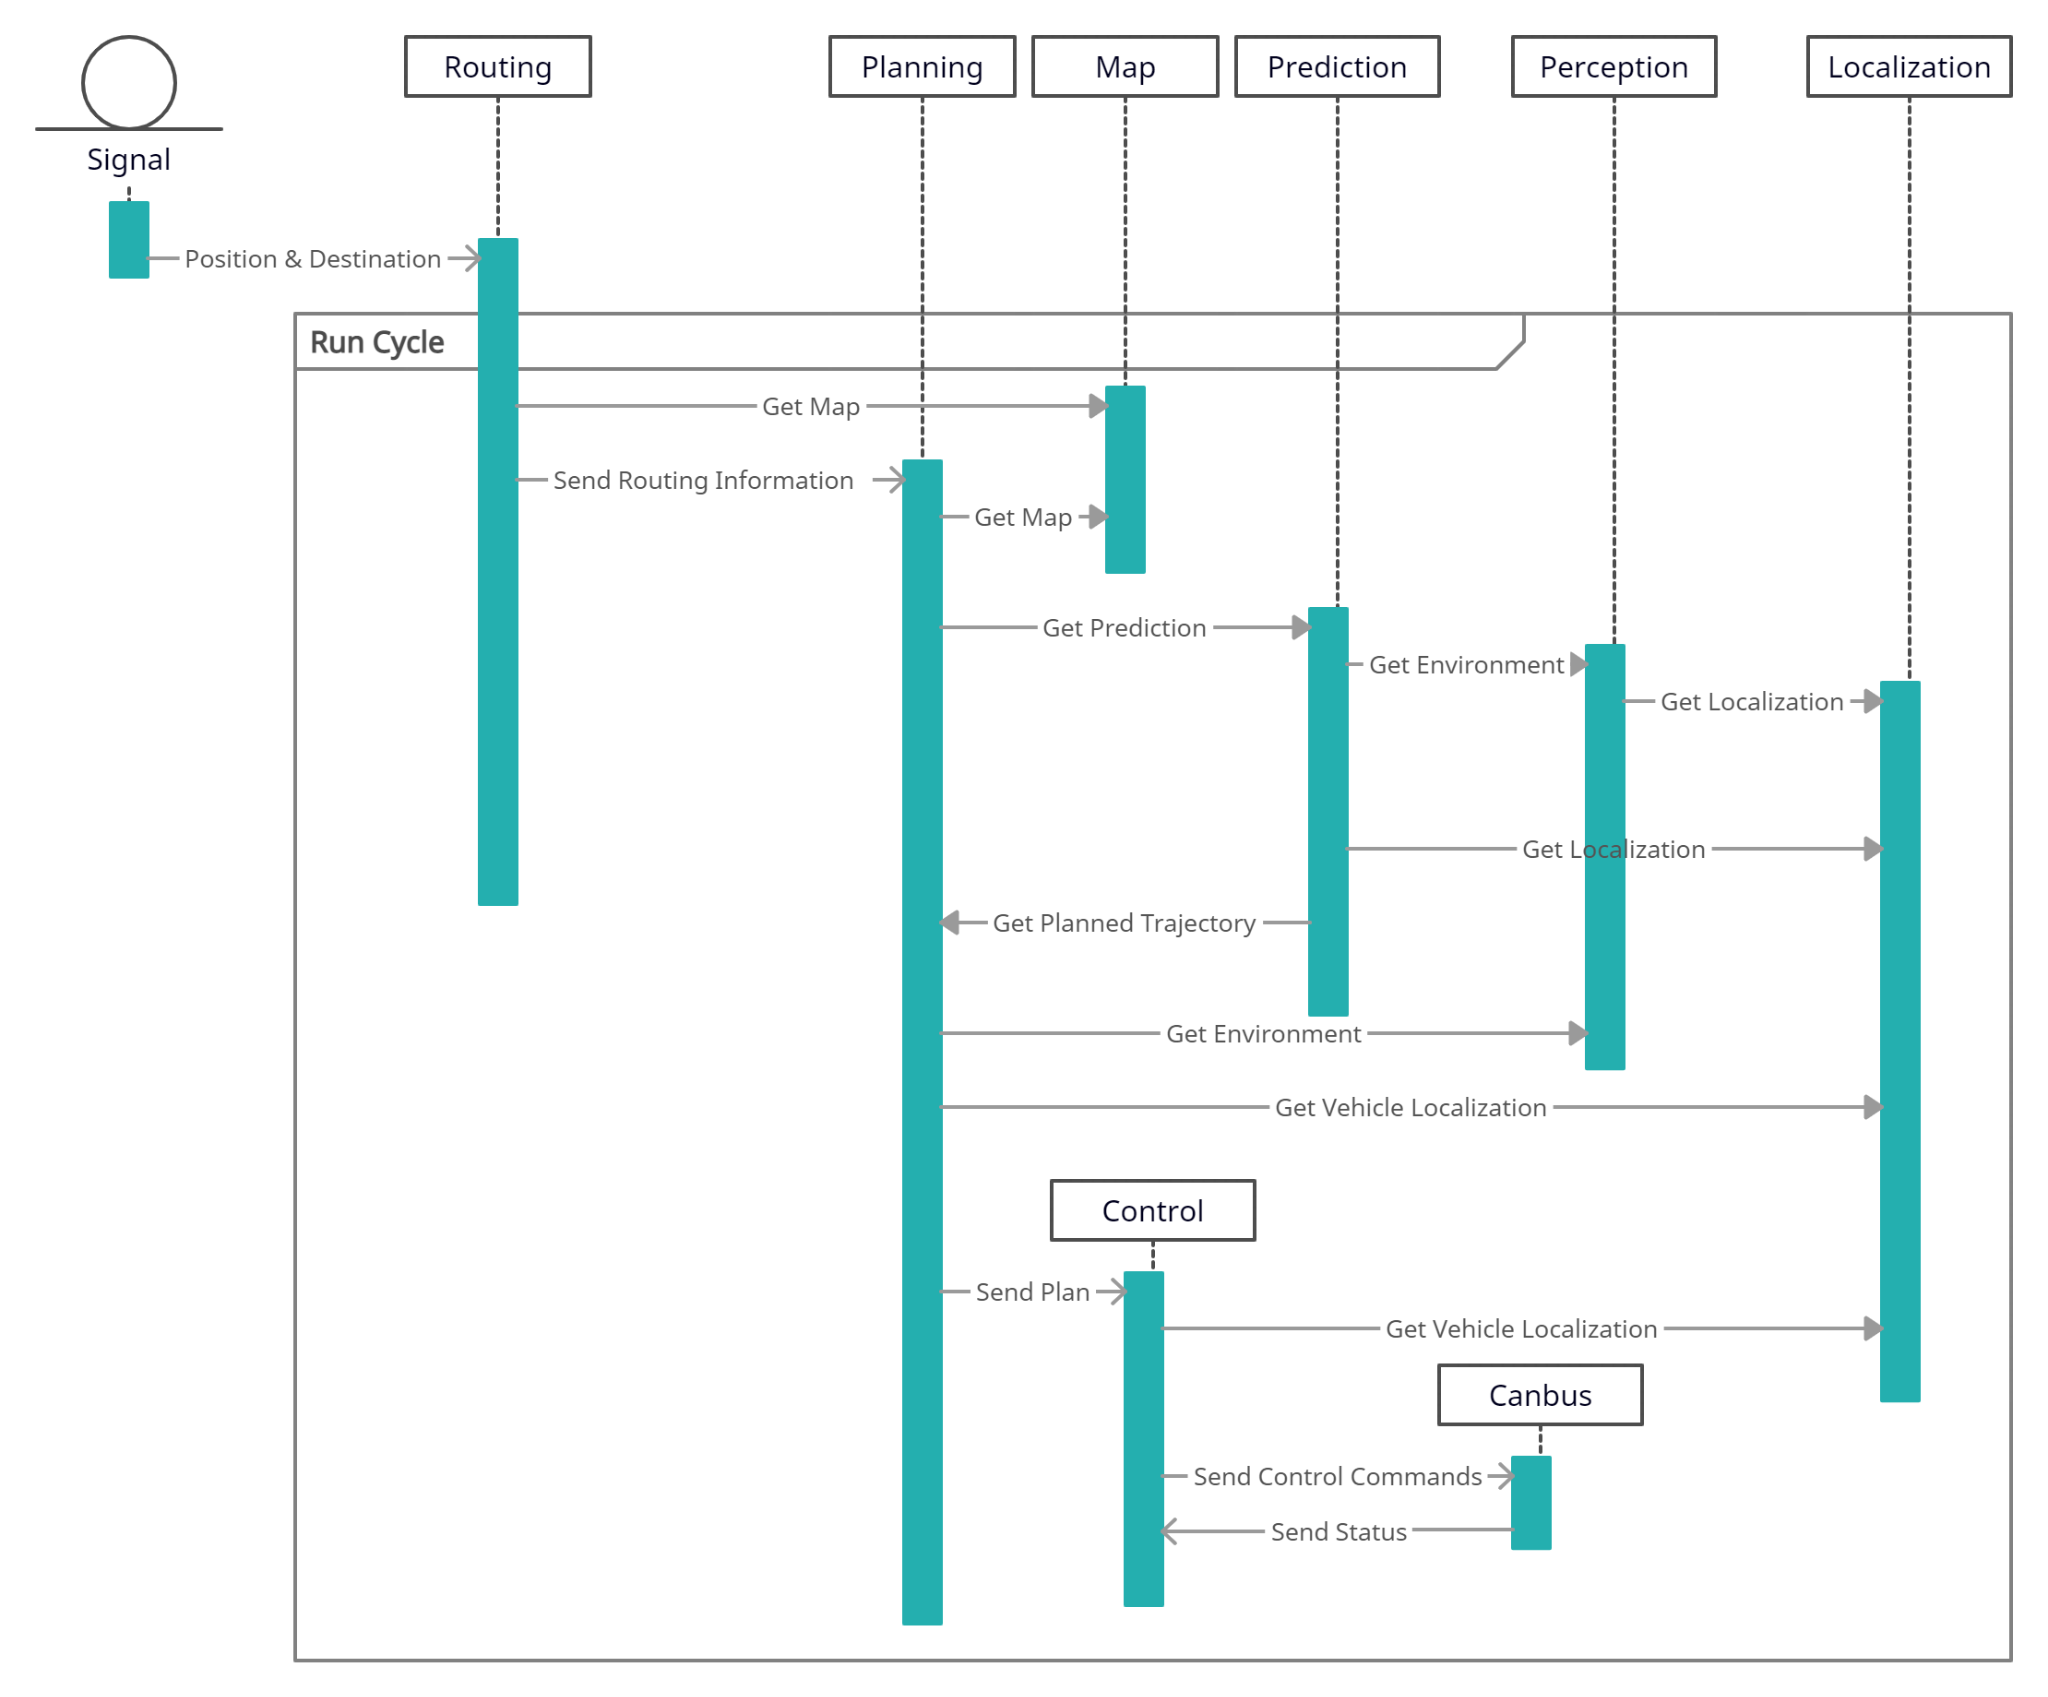 Routing
Planning
Map
Prediction
Perception
Localization
Signal
Position & Destination
Run Cycle
Get Map
Send Routing Information
Get Map
Get Prediction
Get Environment
Get Localization
Get Localization
Get Planned Trajectory
Get Environment
Get Vehicle Localization
Control
Send Plan
Get Vehicle Localization
Canbus
Send Control Commands
Send Status